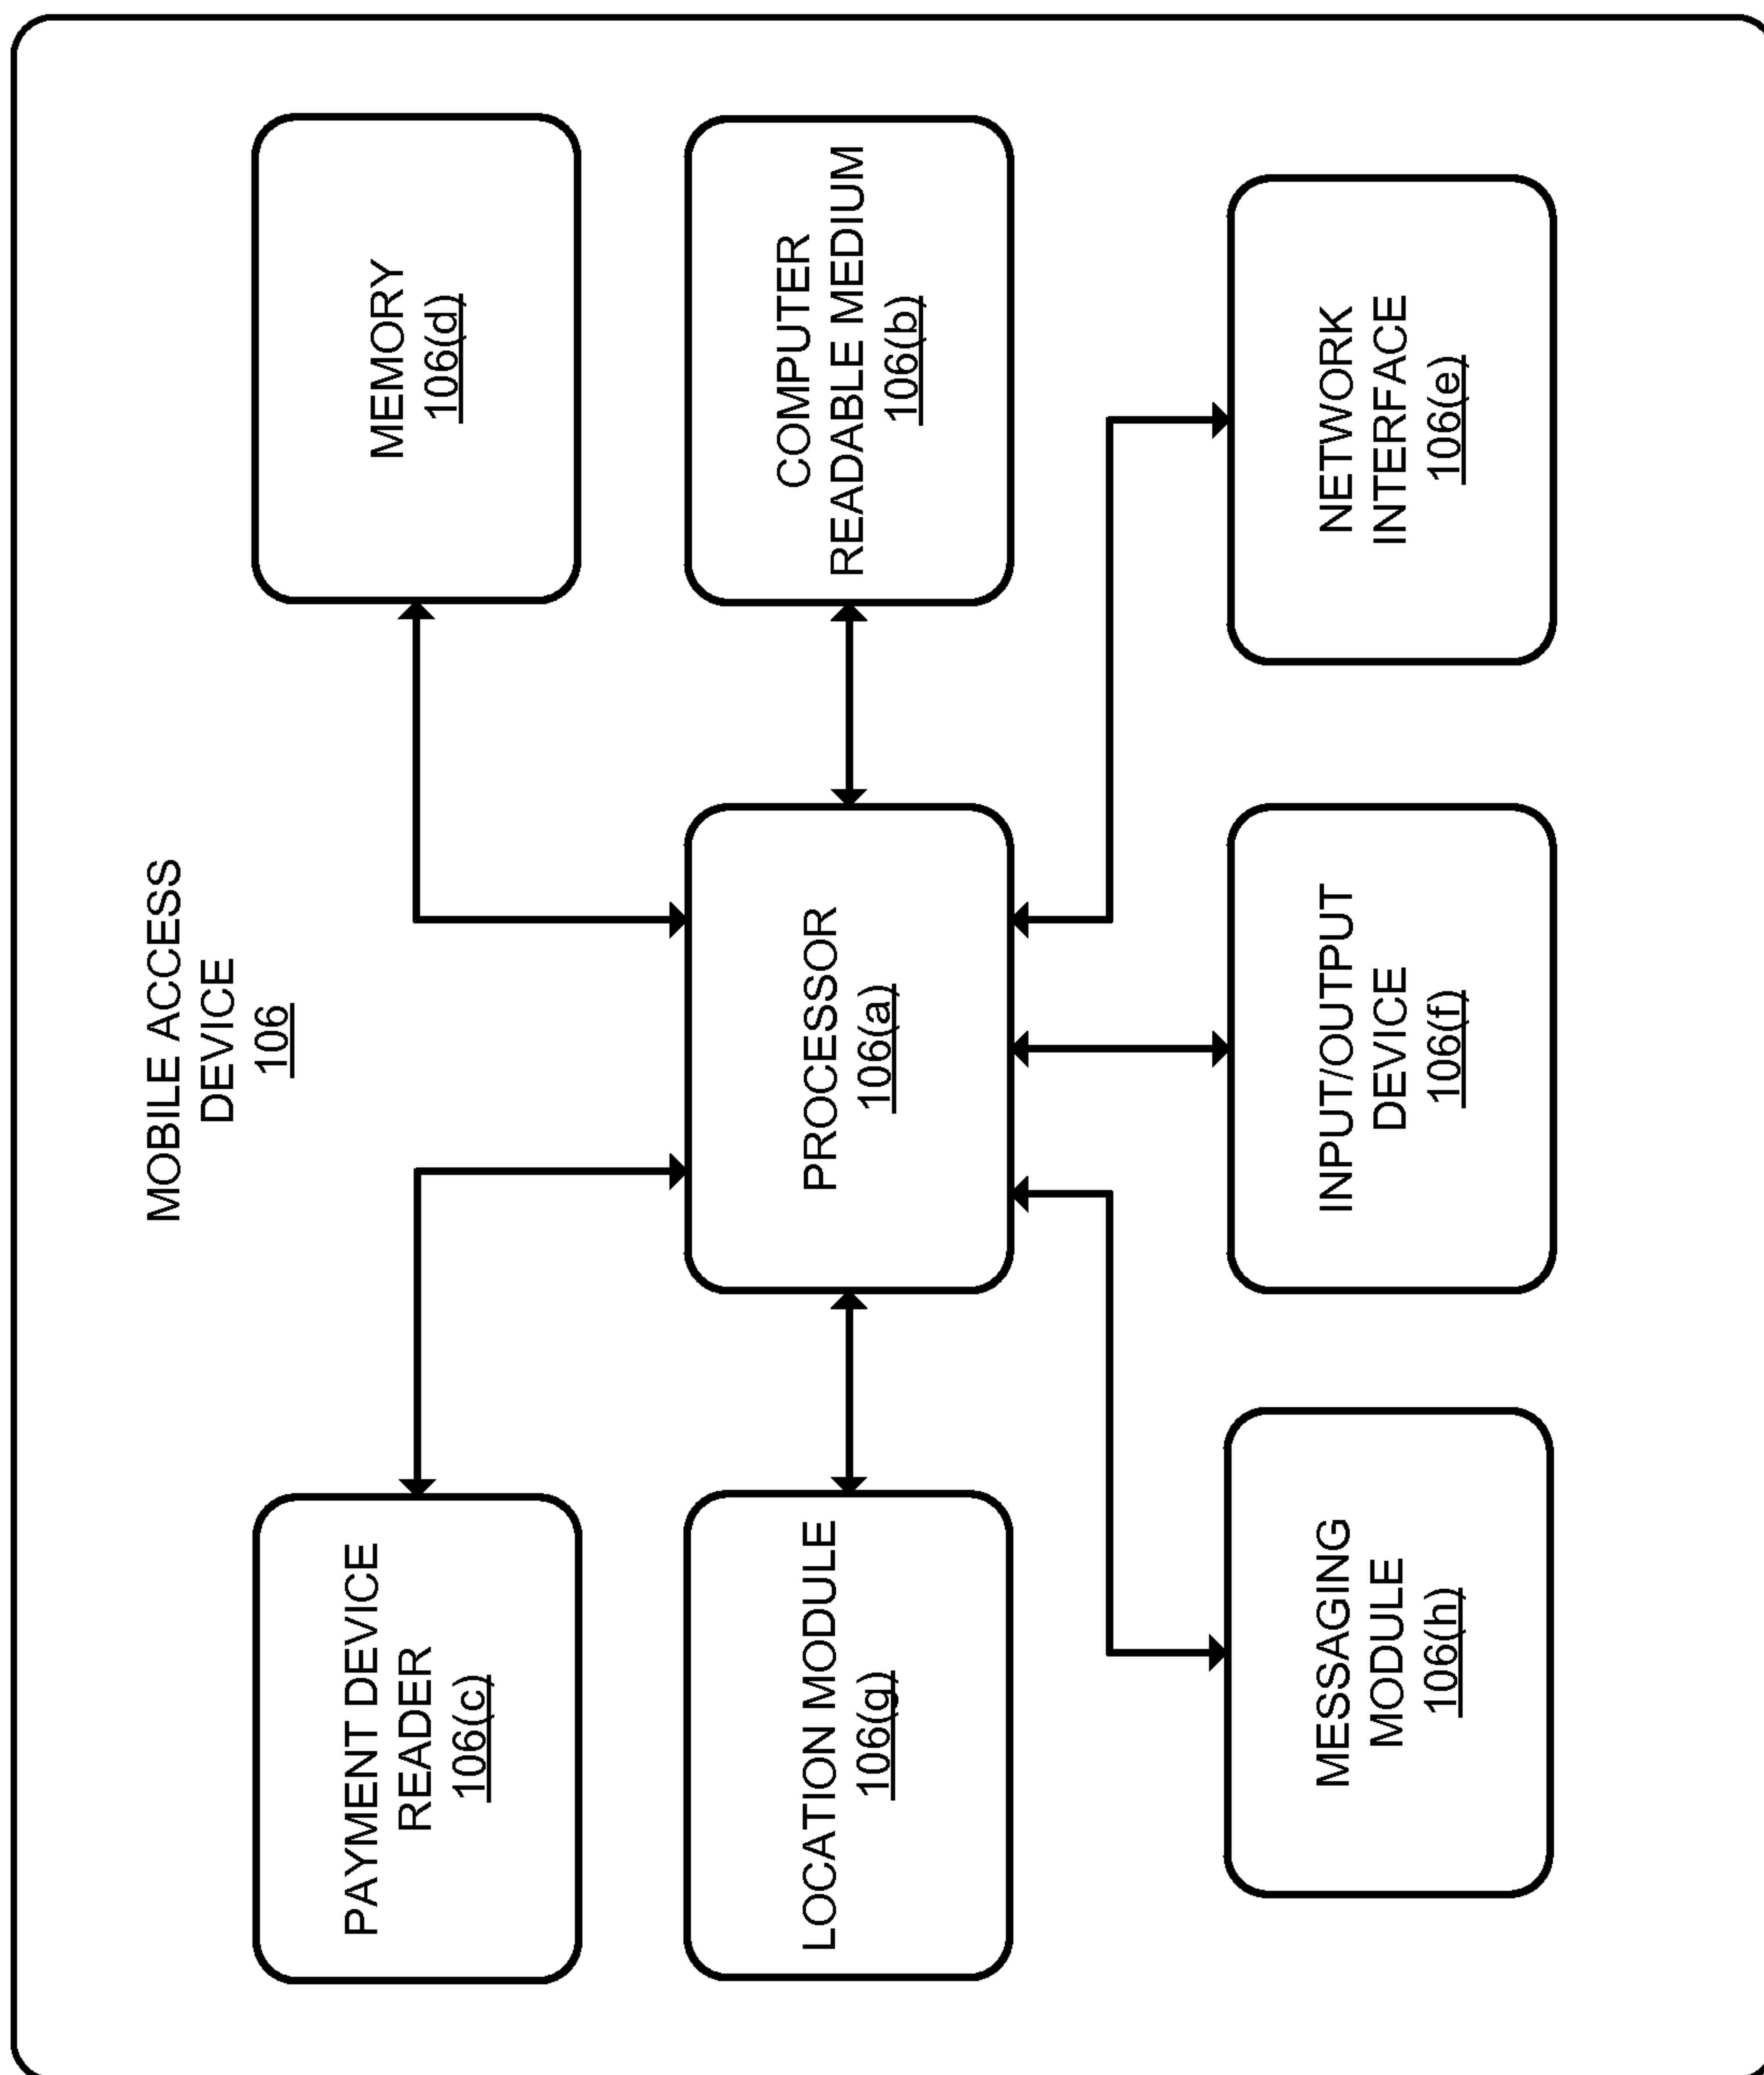 MOBILE ACCESS
DEVICE
106
PAYMENT DEVICE
READER
106(c)
MEMORY
106(d)
LOCATION MODULE
106(g)
PROCESSOR
106(a)
COMPUTER
READABLE MEDIUM
106(b)
MESSAGING
MODULE
106(h)
INPUT/OUTPUT
DEVICE
106(f)
NETWORK
INTERFACE
106(e)